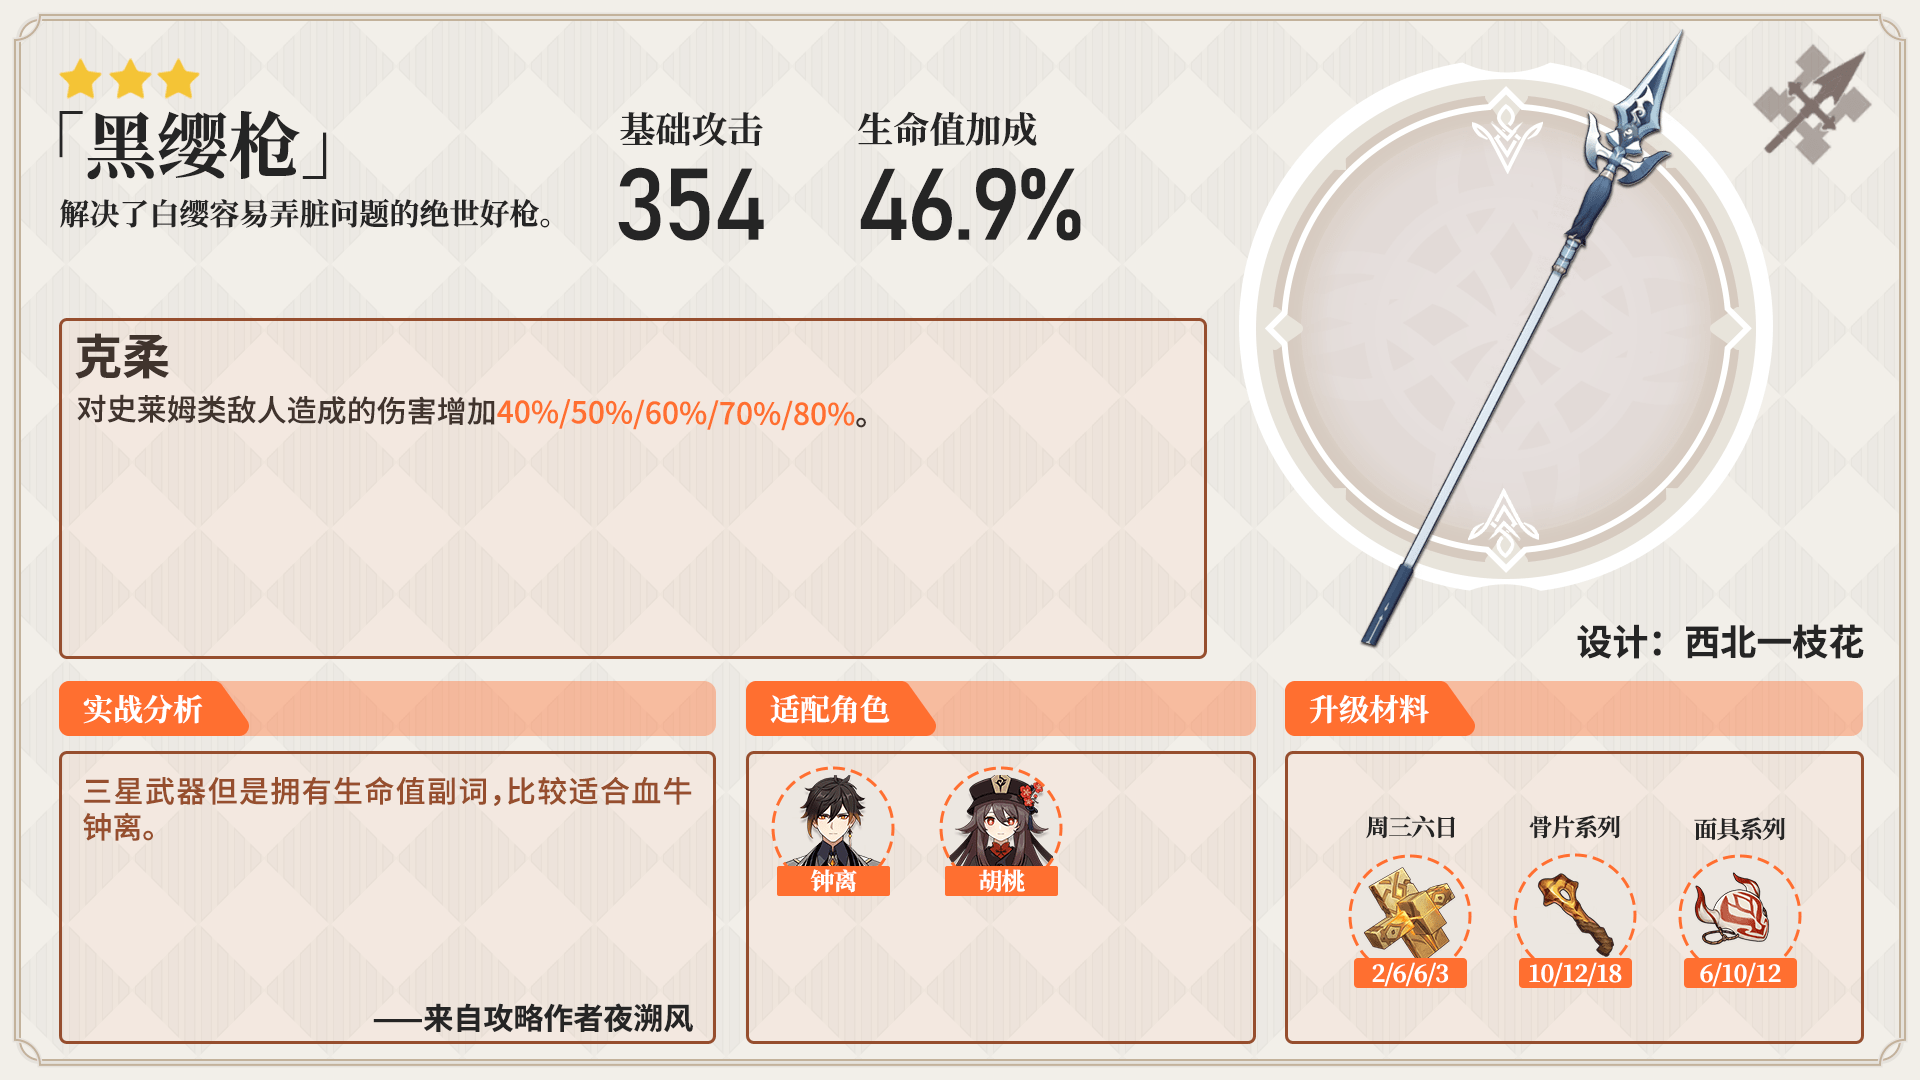 「黑缨枪」
解决了白缨容易弄脏问题的绝世好枪。
基础攻击
354
生命值加成
46.9%
克柔
对史莱姆类敌人造成的伤害增加40%/50%/60%/70%/80%。
设计：西北一枝花
实战分析
三星武器但是拥有生命值副词，比较适合血牛
钟离。
——来自攻略作者夜溯风
适配角色
钟离
胡桃
升级材料
周三六日
2/6/6/3
骨片系列
10/12/18
面具系列
6/10/12